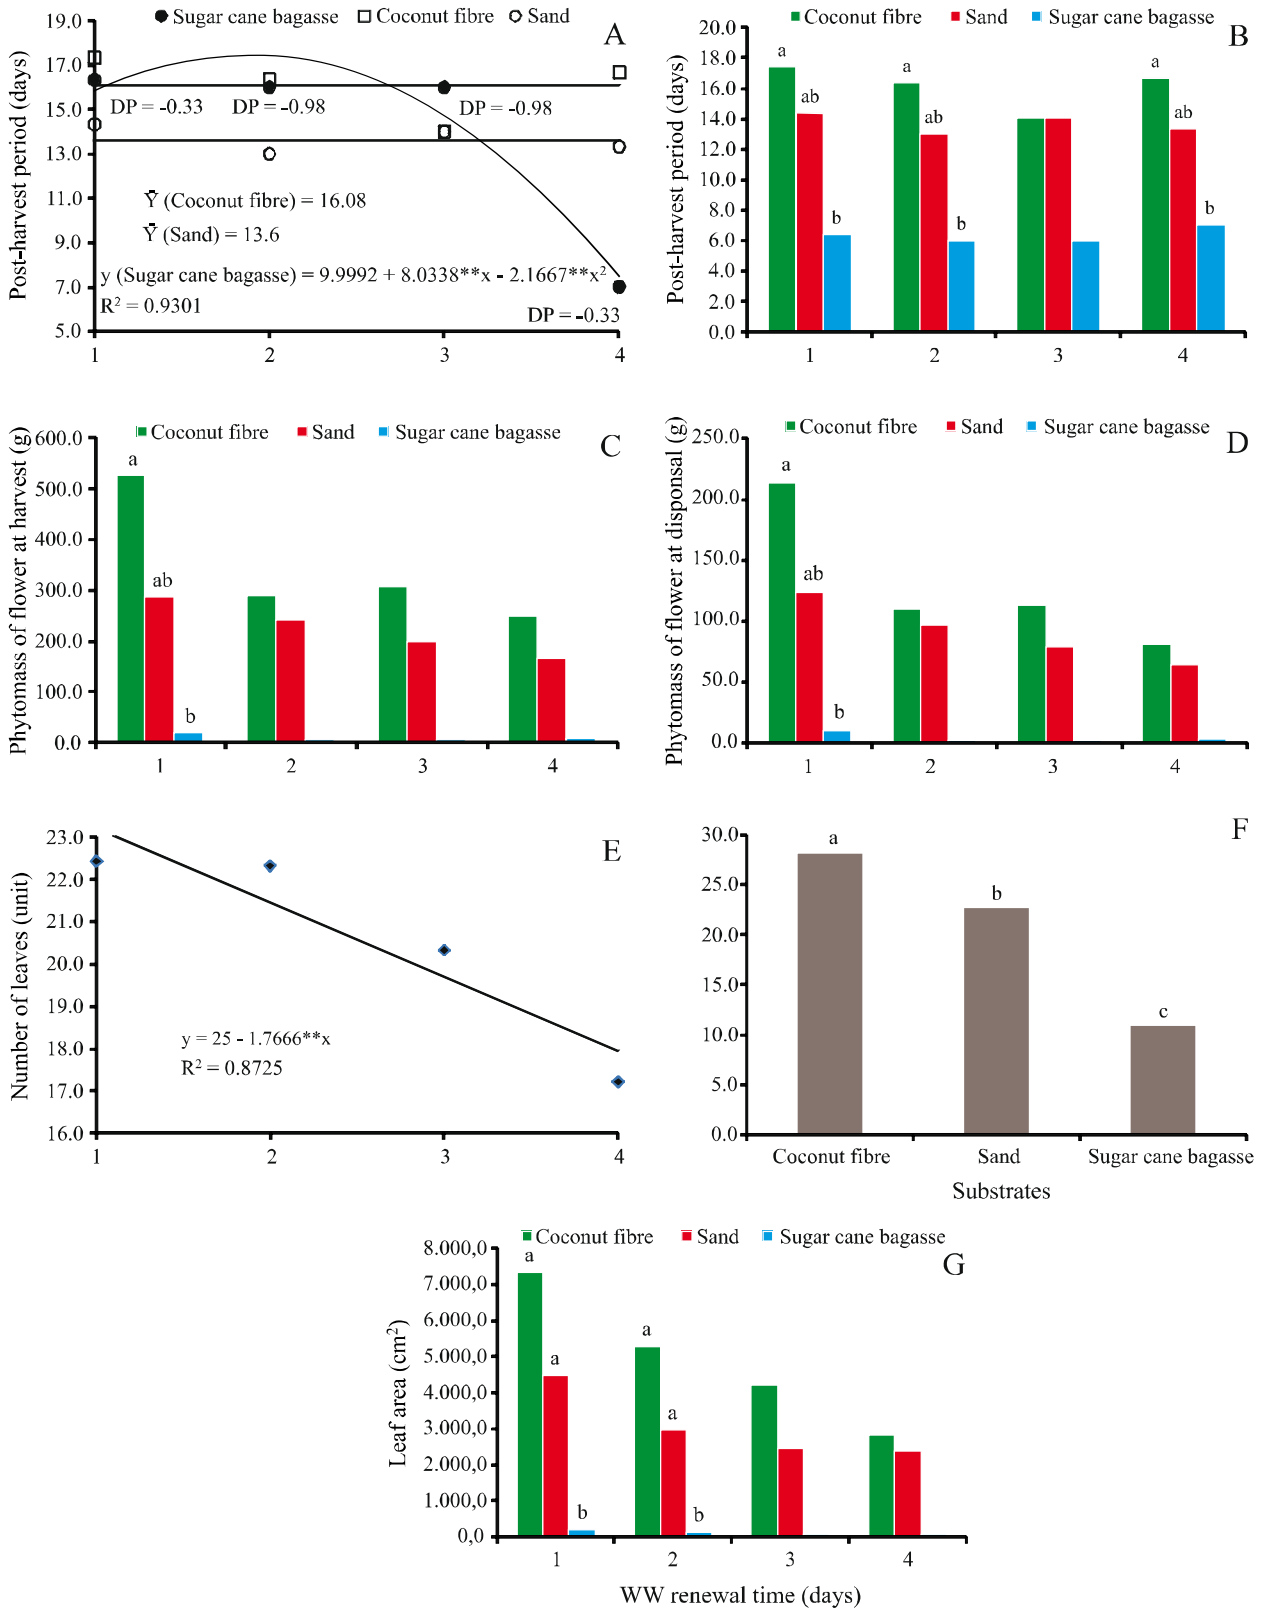 Sugar cane bagasse Coconut fibre Sand
A
Post-harvest period (days)
19.0
17.0
15.0
13.0
11.0
9.0
7.0
5.0
DP = -0.33 DP = -0.98 DP = -0.98
Ȳ (Coconut fibre) = 16.08
Ȳ (Sand) = 13.6
y (Sugar cane bagasse) = 9.9992 + 8.0338**x - 2.1667**x²
R² = 0.9301
DP = -0.33
1 2 3 4
Coconut fibre Sand Sugar cane bagasse
B
Post-harvest period (days)
20.0
18.0
16.0
14.0
12.0
10.0
8.0
6.0
4.0
2.0
0.0
a ab b a ab b a ab b
1 2 3 4
Coconut fibre Sand Sugar cane bagasse
C
Phytomass of flower at harvest (g)
600.0
500.0
400.0
300.0
200.0
100.0
0.0
a ab b
1 2 3 4
Coconut fibre Sand Sugar cane bagasse
D
Phytomass of flower at disponsal (g)
250.0
200.0
150.0
100.0
50.0
0.0
a ab b
1 2 3 4
E
Number of leaves (unit)
23.0
22.0
21.0
20.0
19.0
18.0
17.0
16.0
y = 25 - 1.7666**x
R² = 0.8725
1 2 3 4
F
30.0
25.0
20.0
15.0
10.0
5.0
0.0
a b c
Coconut fibre Sand Sugar cane bagasse
Substrates
Coconut fibre Sand Sugar cane bagasse
G
Leaf area (cm²)
8.000,0
7.000,0
6.000,0
5.000,0
4.000,0
3.000,0
2.000,0
1.000,0
0,0
a a b a a b
1 2 3 4
WW renewal time (days)